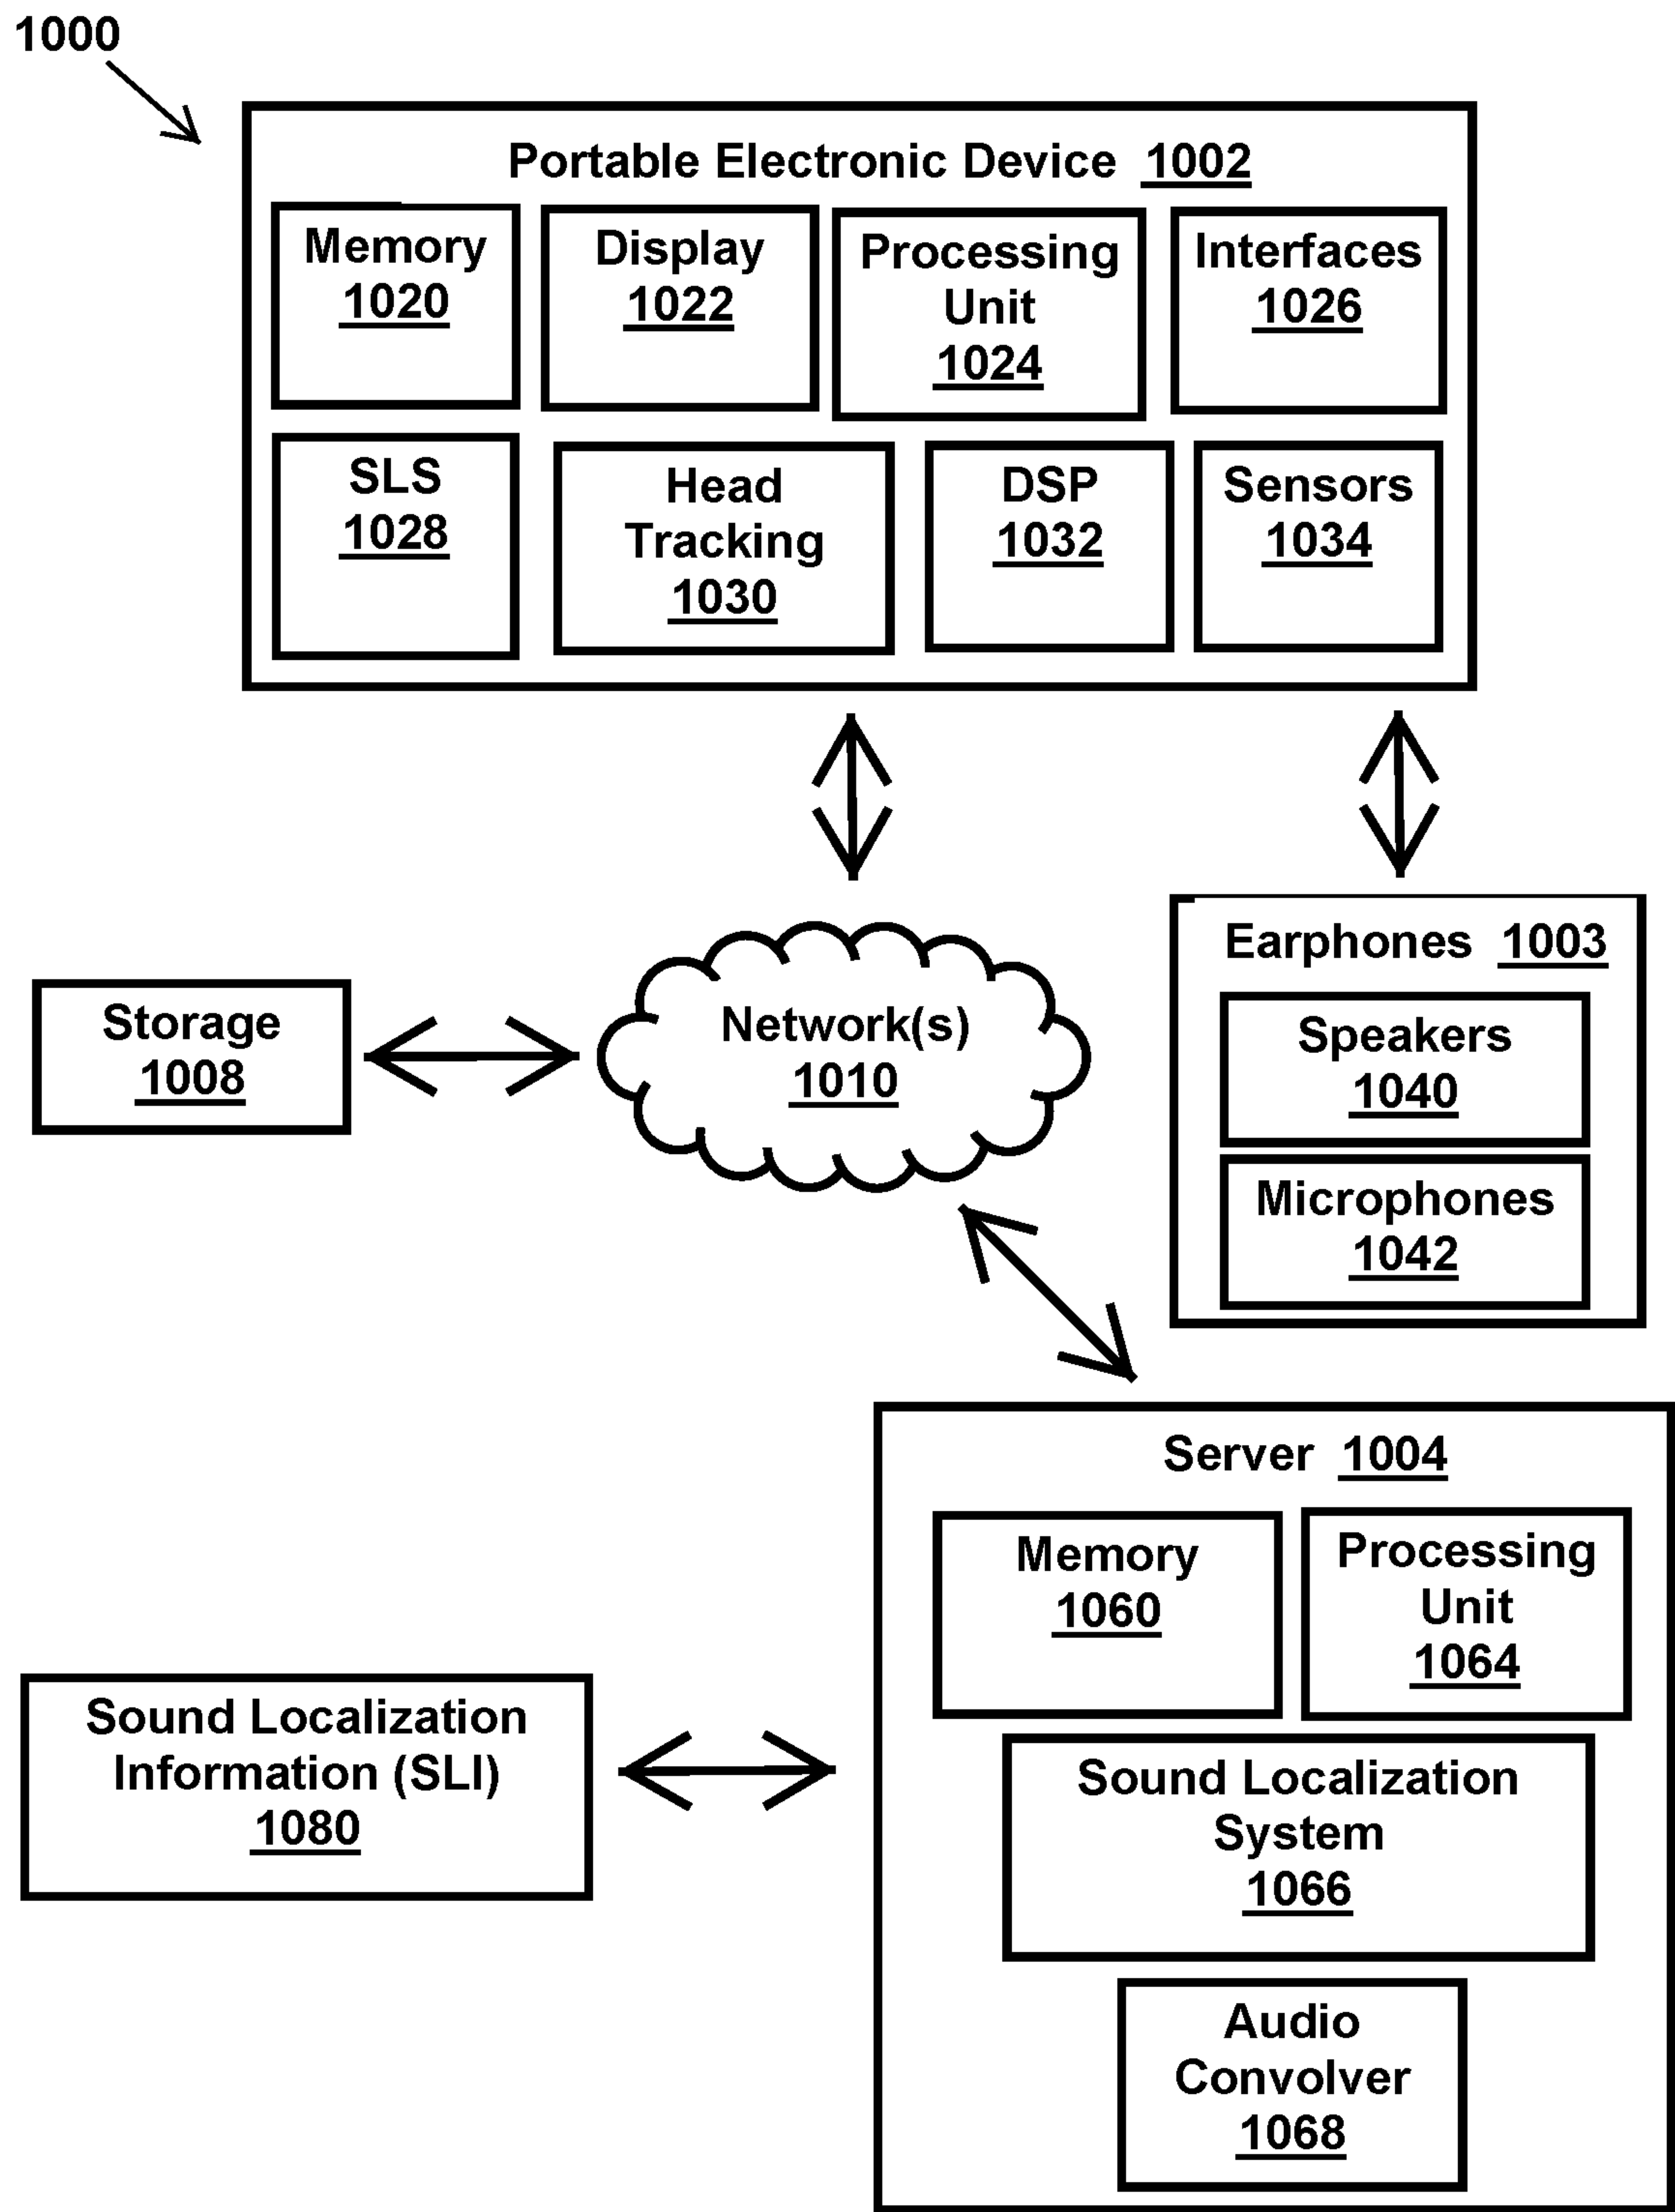 1000
Portable Electronic Device 1002
Memory
1020
Display
1022
Processing
Unit
1024
Interfaces
1026
SLS
1028
Head
Tracking
1030
DSP
1032
Sensors
1034
Storage
1008
Network(s)
1010
Earphones 1003
Speakers
1040
Microphones
1042
Server 1004
Memory
1060
Processing
Unit
1064
Sound Localization
Information (SLI)
1080
Sound Localization
System
1066
Audio
Convolver
1068